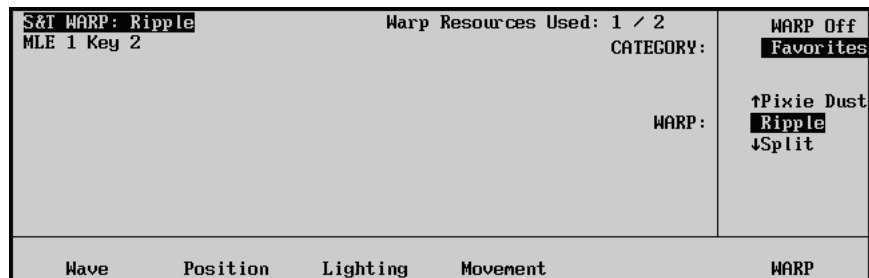 S&T WARP: Ripple Warp Resources Used: 1 / 2 WARP Off
MLE 1 Key 2 CATEGORY: Favorites
↑Pixie Dust
WARP: Ripple
↓Split
Wave Position Lighting Movement WARP